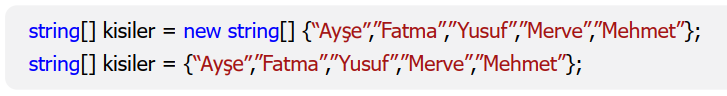 string[] kisiler = new string[] {“Ayşe”,”Fatma”,”Yusuf”,”Merve”,”Mehmet”};
string[] kisiler = {“Ayşe”,”Fatma”,”Yusuf”,”Merve”,”Mehmet”};